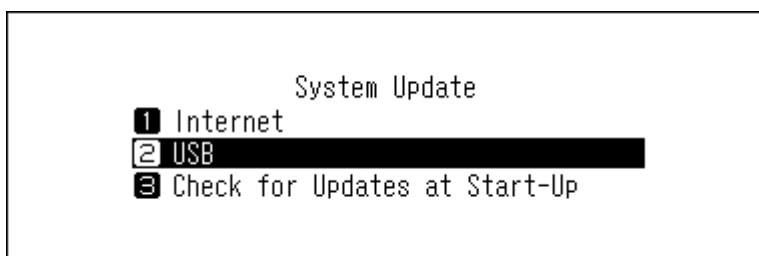 System Update
1 Internet
2 USB
3 Check for Updates at Start-Up